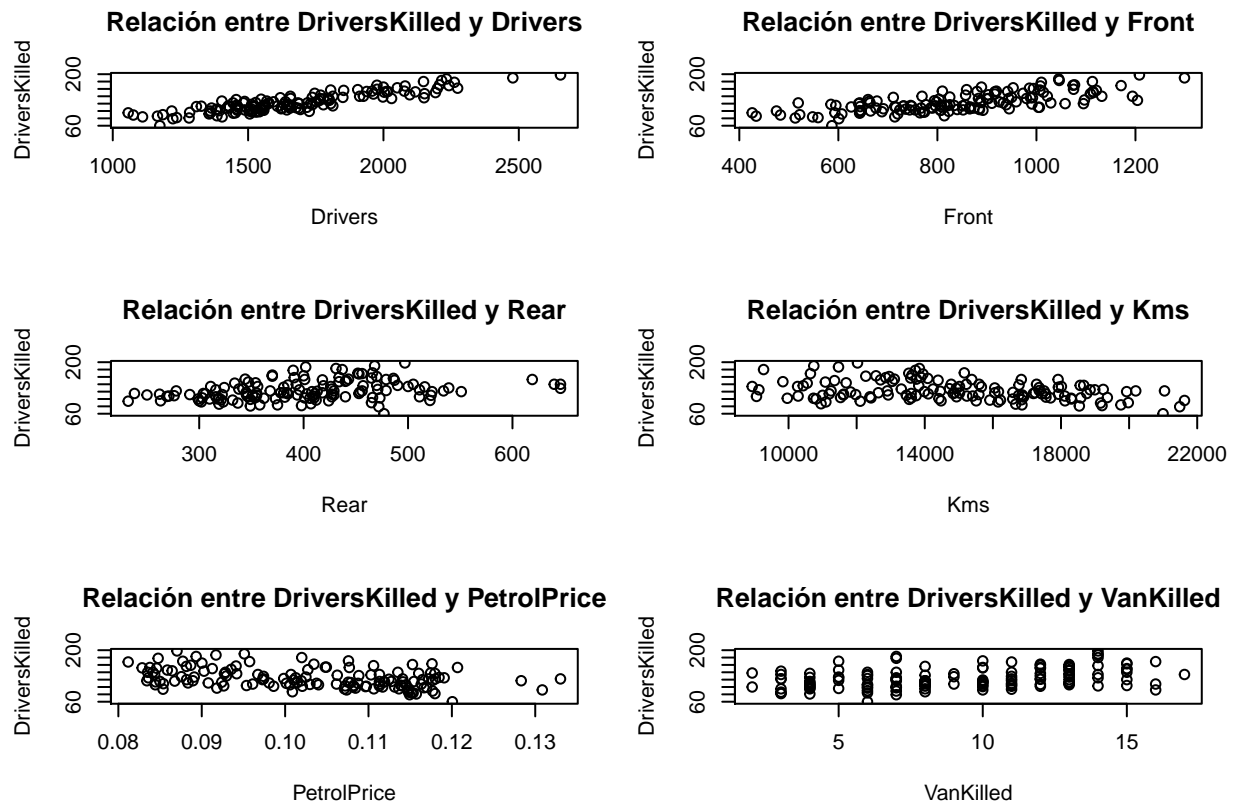 Relación entre DriversKilled y Drivers
DriversKilled
60
200
1000 1500 2000 2500
Drivers
Relación entre DriversKilled y Front
DriversKilled
60
200
400 600 800 1000 1200
Front
Relación entre DriversKilled y Rear
DriversKilled
60
200
300 400 500 600
Rear
Relación entre DriversKilled y Kms
DriversKilled
60
200
10000 14000 18000 22000
Kms
Relación entre DriversKilled y PetrolPrice
DriversKilled
60
200
0.08 0.09 0.10 0.11 0.12 0.13
PetrolPrice
Relación entre DriversKilled y VanKilled
DriversKilled
60
200
5 10 15
VanKilled